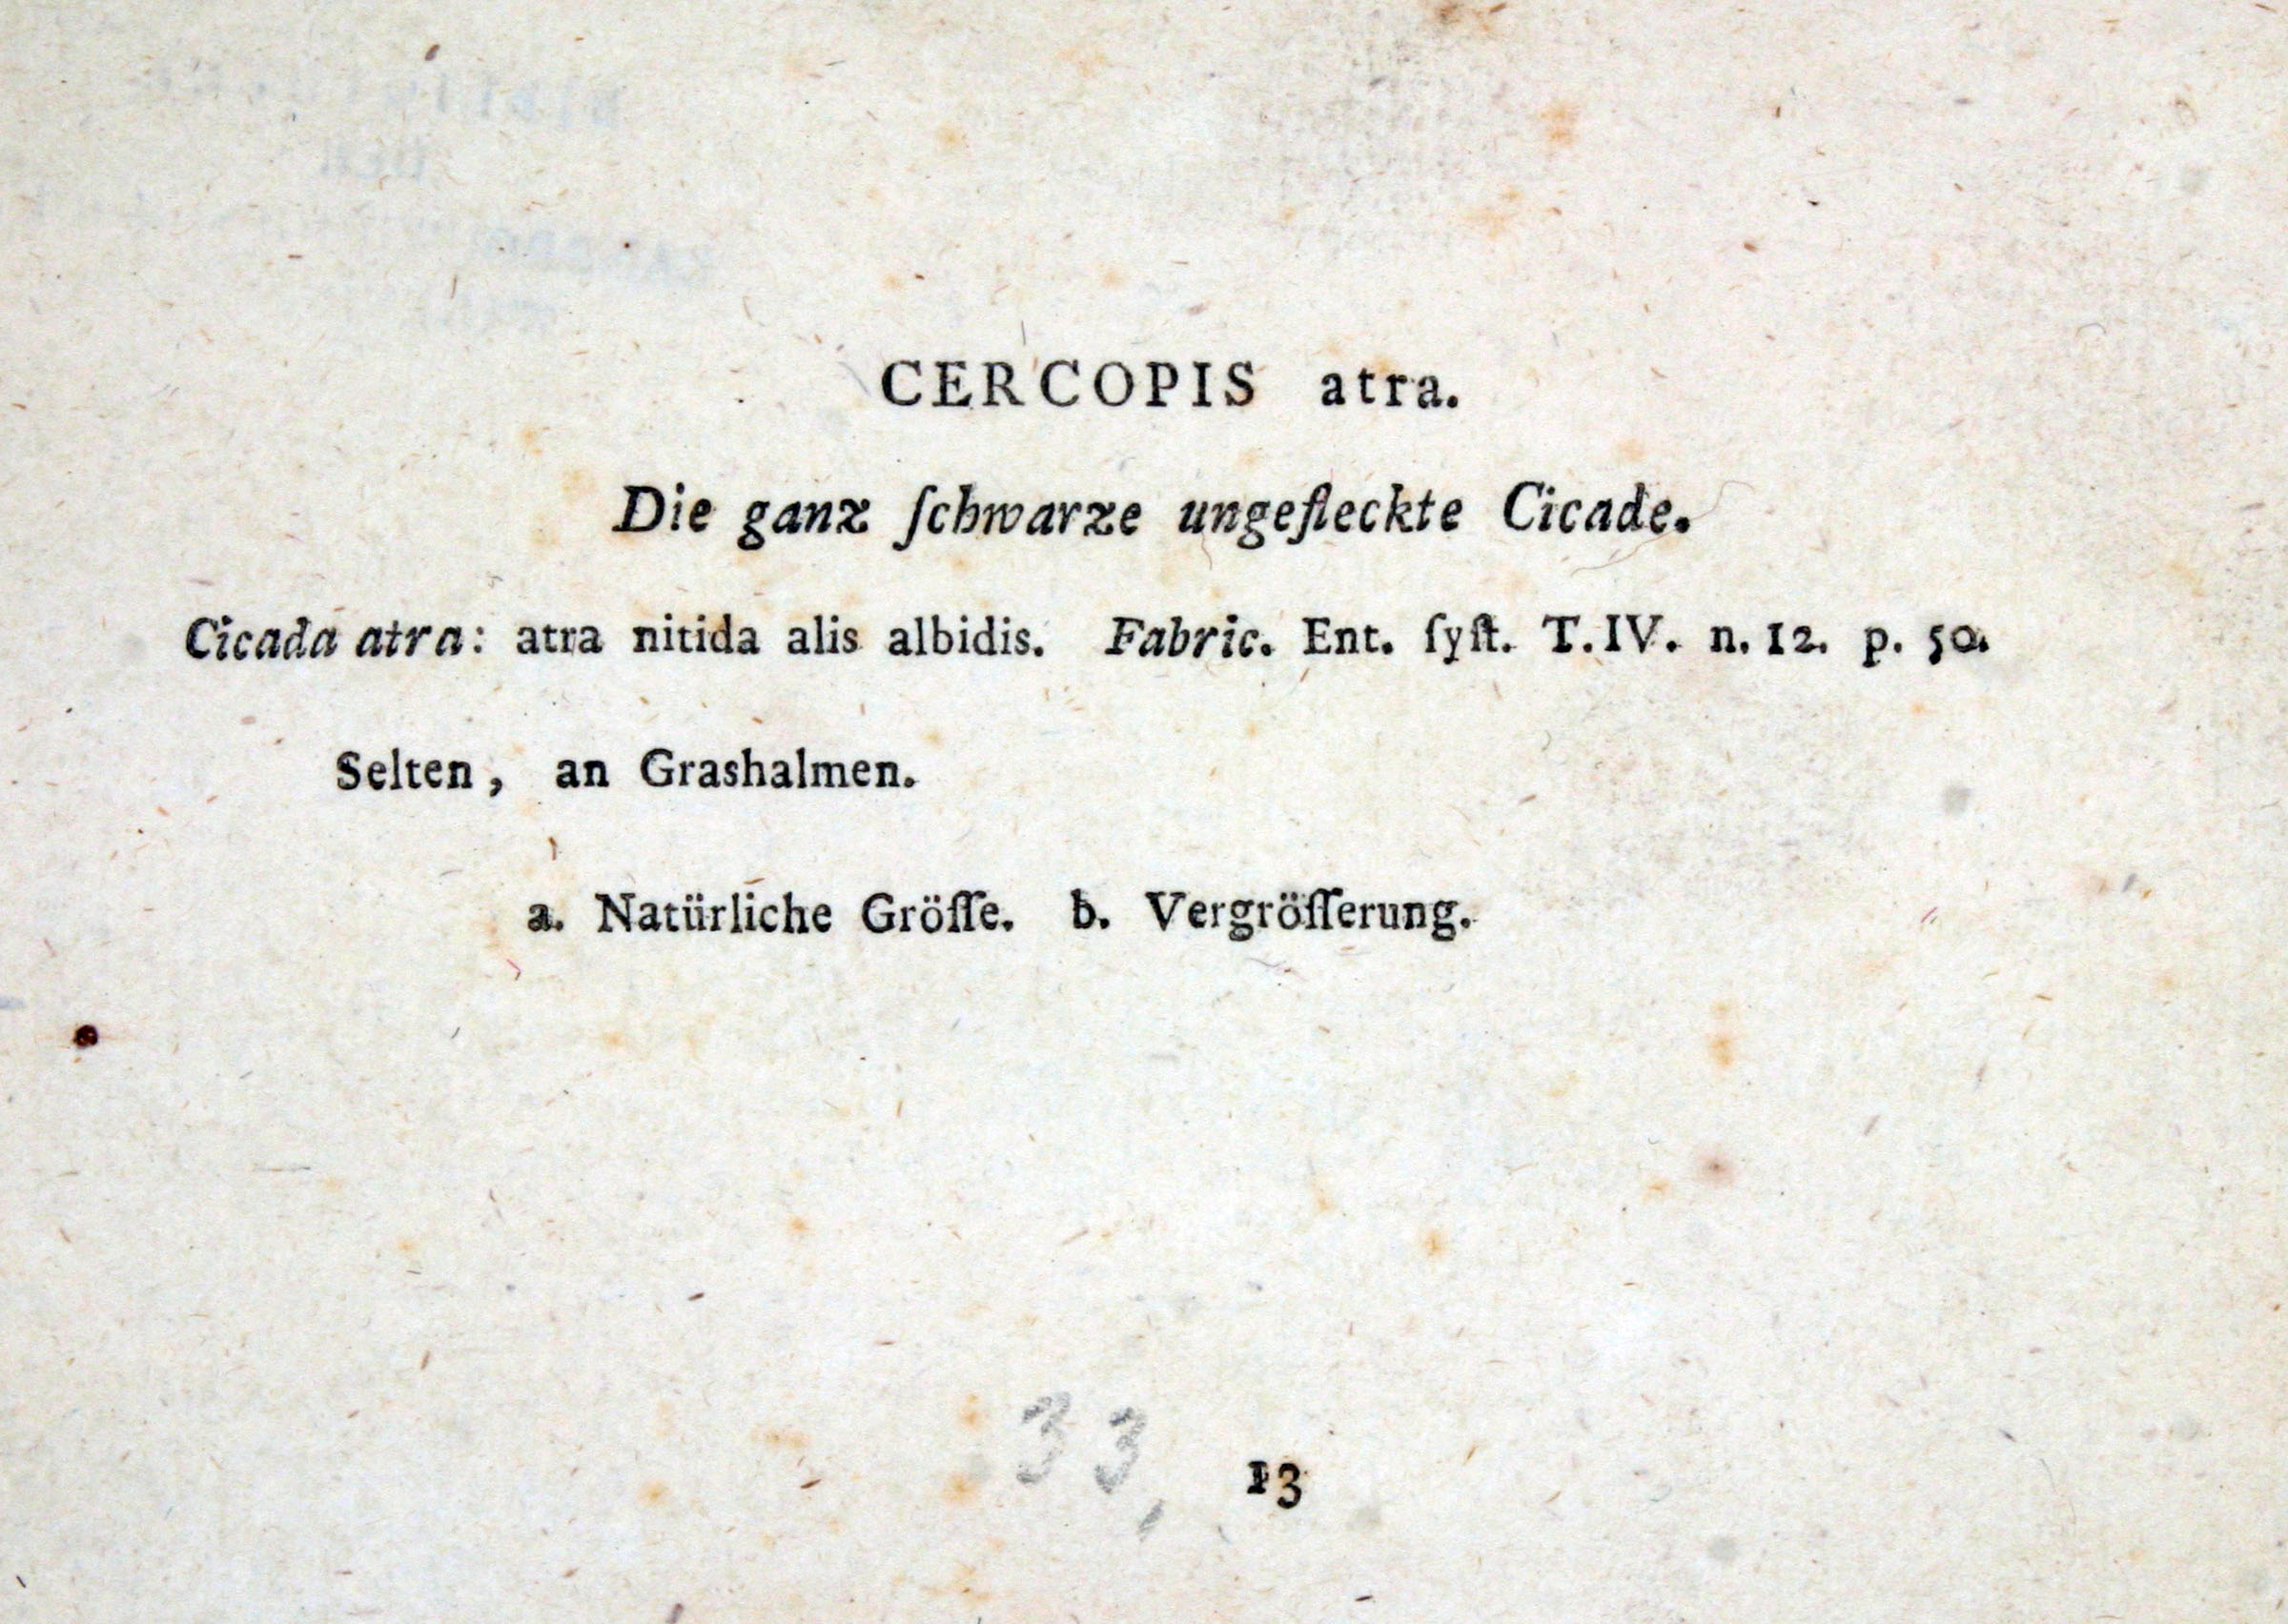 CERCOPIS atra.
Die ganz ſchwarze ungefleckte Cicade.
Cicada atra: atra nitida alis albidis. Fabric. Ent. ſyſt. T.IV. n. 12. p. 50.
Selten, an Grashalmen.
a. Natürliche Gröſſe. b. Vergröſſerung.
33,
13